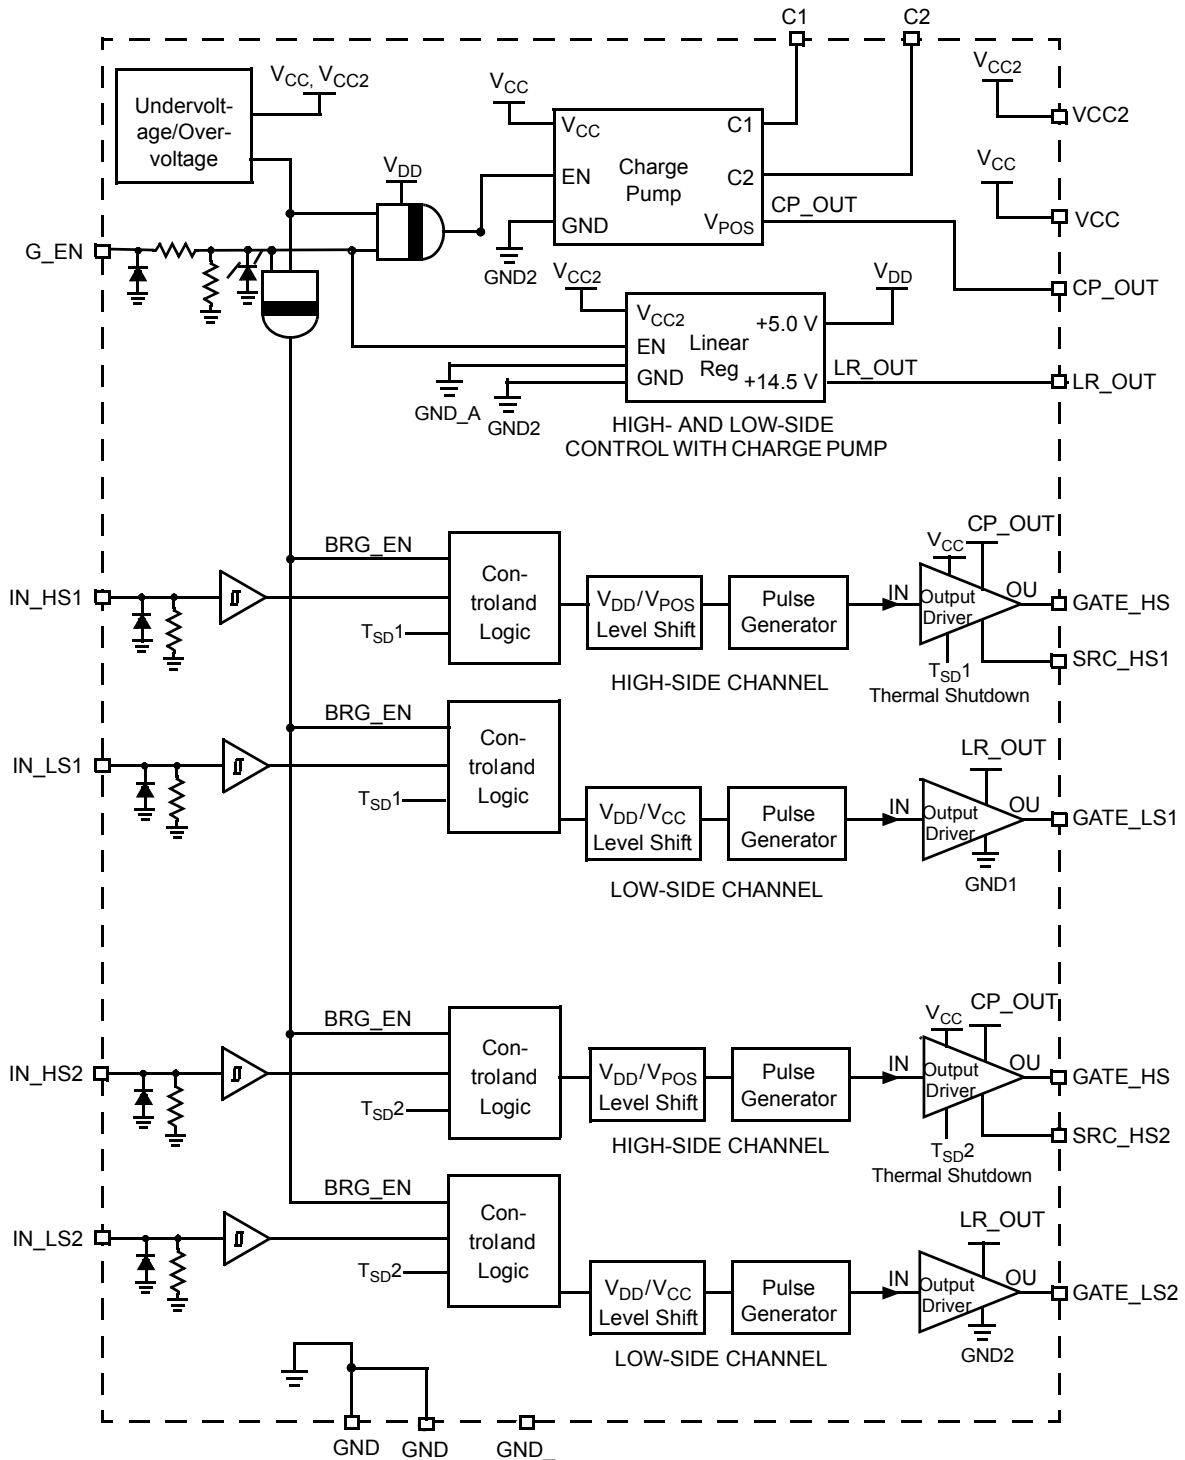 C1
C2
VCC, VCC2
Undervolt-
age/Over-
voltage
VCC
VCC
C1
Charge
Pump
EN
C2
GND
VPOS
CP_OUT
VCC2
VCC2
VCC
VCC
VDD
G_EN
GND2
VCC2
VDD
CP_OUT
VCC2
+5.0 V
EN
Linear
Reg
GND
+14.5 V
LR_OUT
LR_OUT
GND_A
GND2
HIGH- AND LOW-SIDE
CONTROL WITH CHARGE PUMP
BRG_EN
IN_HS1
TSD1
Con-
troland
Logic
VDD/VPOS
Level Shift
Pulse
Generator
IN
VCC
CP_OUT
Output
Driver
OU
GATE_HS
SRC_HS1
TSD1
Thermal Shutdown
HIGH-SIDE CHANNEL
BRG_EN
IN_LS1
TSD1
Con-
troland
Logic
VDD/VCC
Level Shift
Pulse
Generator
IN
LR_OUT
Output
Driver
OU
GATE_LS1
GND1
LOW-SIDE CHANNEL
BRG_EN
IN_HS2
TSD2
Con-
troland
Logic
VDD/VPOS
Level Shift
Pulse
Generator
IN
VCC
CP_OUT
Output
Driver
OU
GATE_HS
SRC_HS2
TSD2
Thermal Shutdown
HIGH-SIDE CHANNEL
BRG_EN
IN_LS2
TSD2
Con-
troland
Logic
VDD/VCC
Level Shift
Pulse
Generator
IN
LR_OUT
Output
Driver
OU
GATE_LS2
GND2
LOW-SIDE CHANNEL
GND
GND
GND_